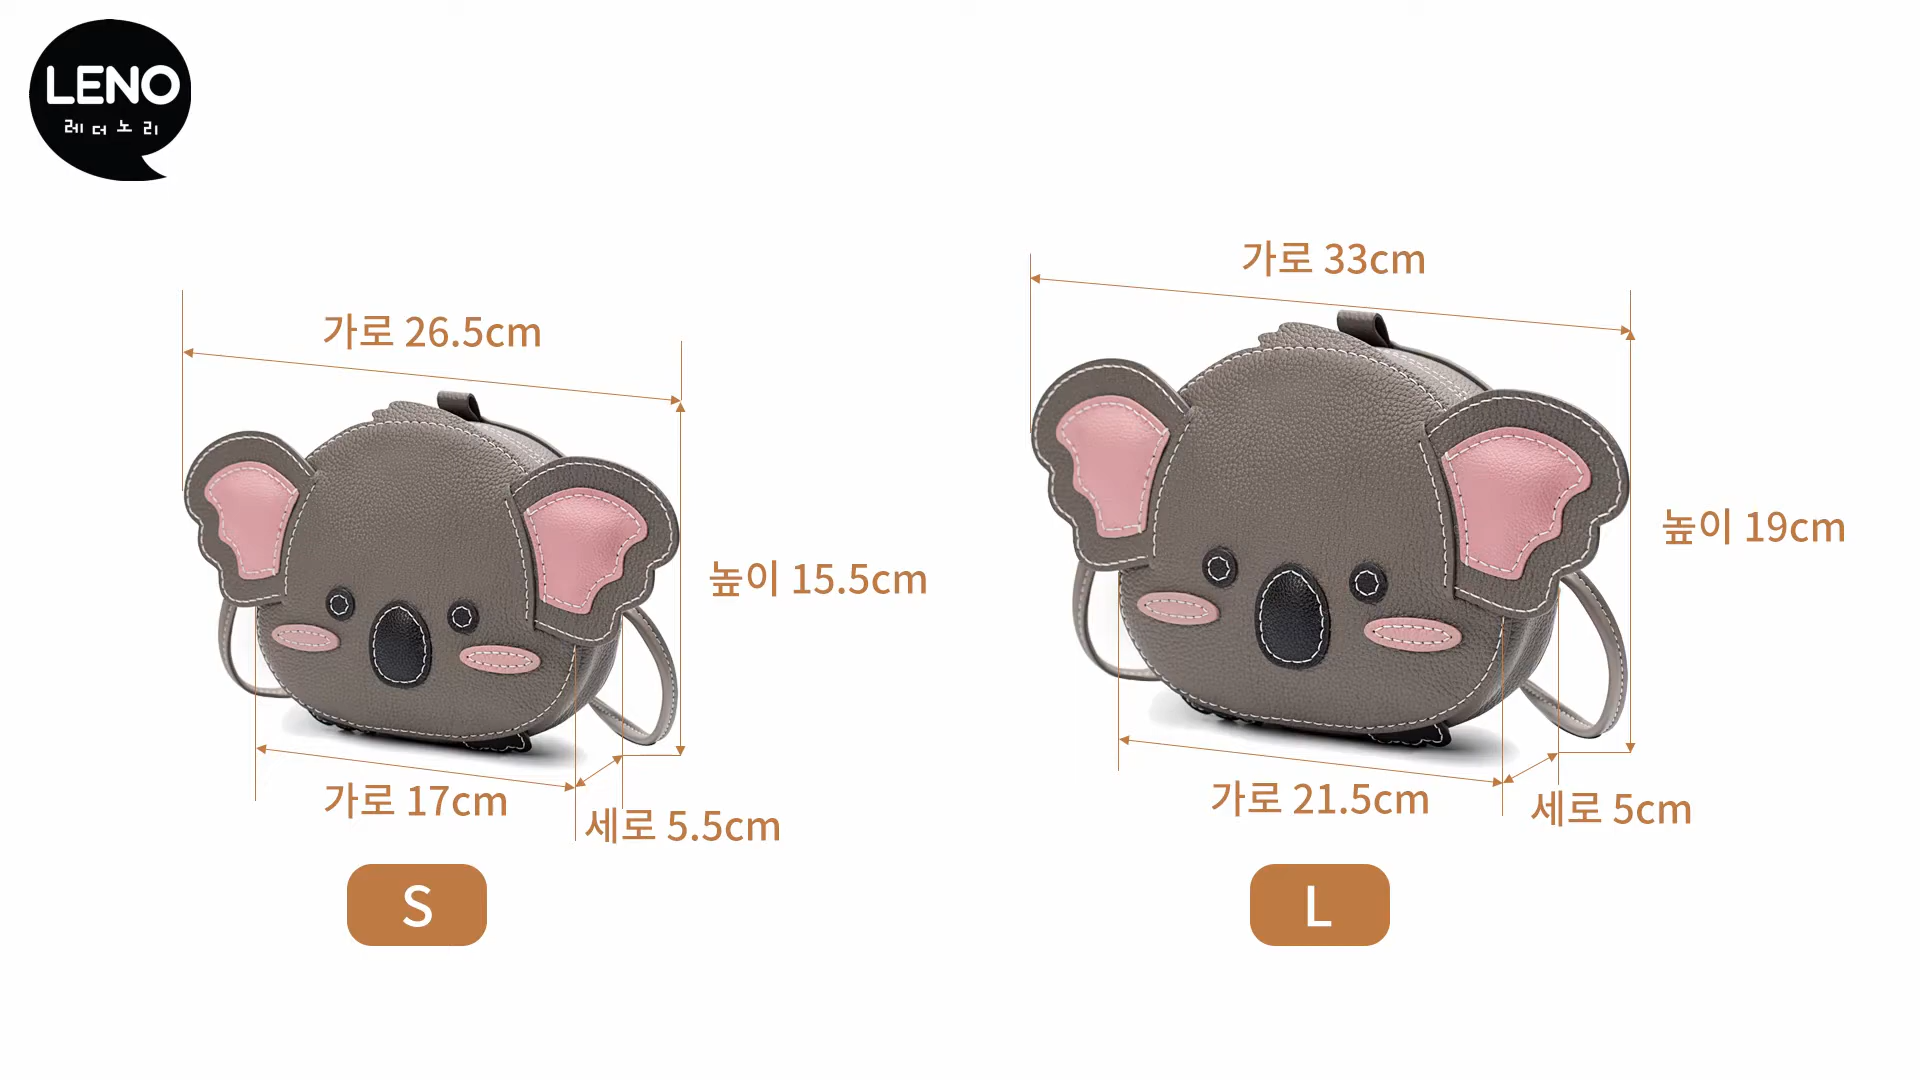 LENO
레더노리
가로 26.5cm
높이 15.5cm
가로 17cm
세로 5.5cm
S
가로 33cm
높이 19cm
가로 21.5cm
세로 5cm
L